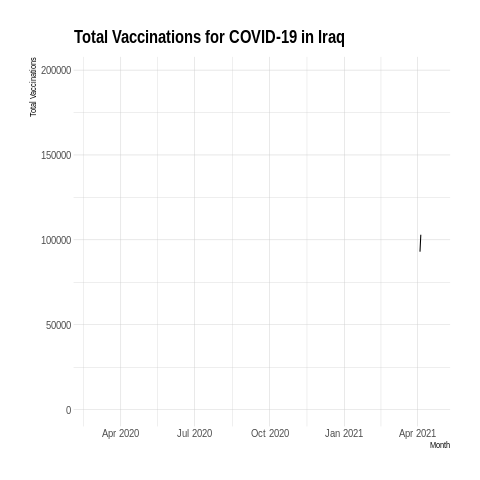 Total Vaccinations for COVID-19 in Iraq
Total Vaccinations
200000
150000
100000
50000
0
Apr 2020 Jul 2020 Oct 2020 Jan 2021 Apr 2021
Month